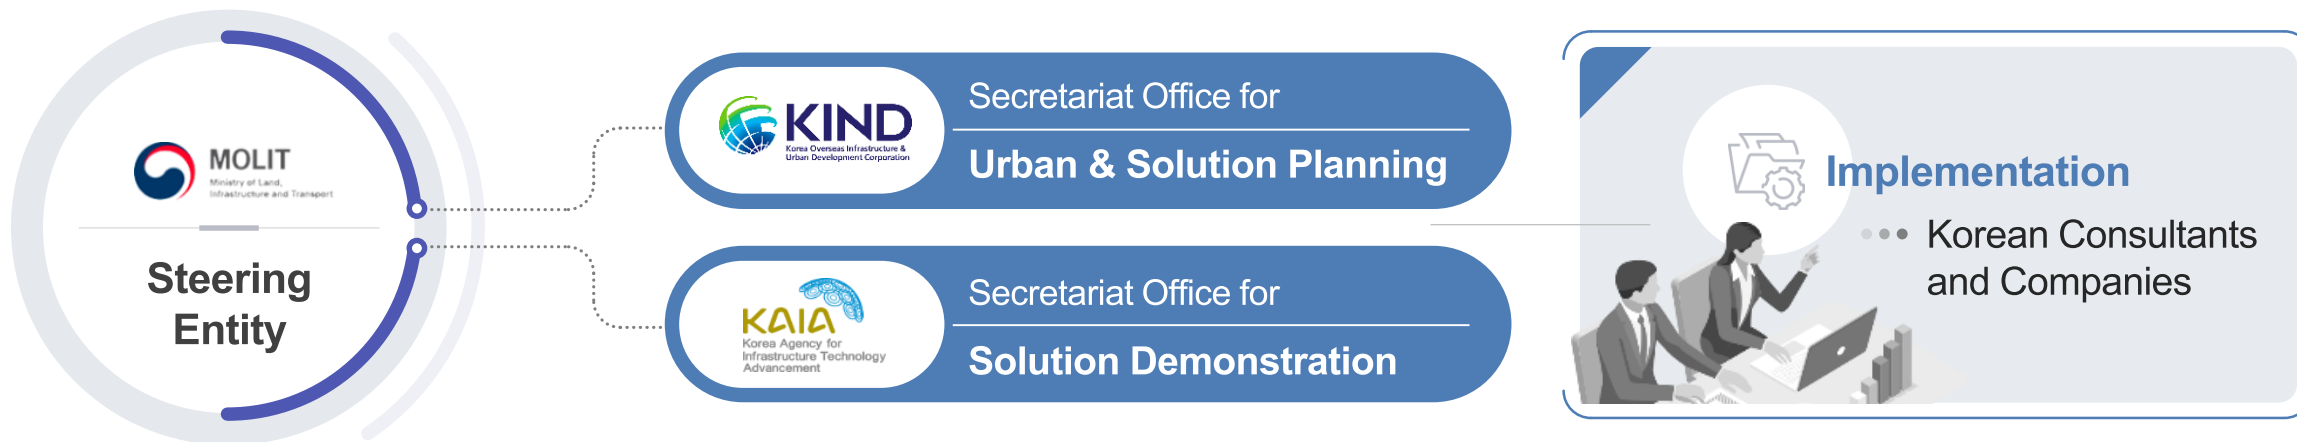 MOLIT
Ministry of Land,
Infrastructure and Transport
Steering
Entity
KIND
Korea Overseas Infrastructure &
Urban Development Corporation
Secretariat Office for
Urban & Solution Planning
KAIA
Korea Agency for
Infrastructure Technology
Advancement
Secretariat Office for
Solution Demonstration
Implementation
Korean Consultants
and Companies